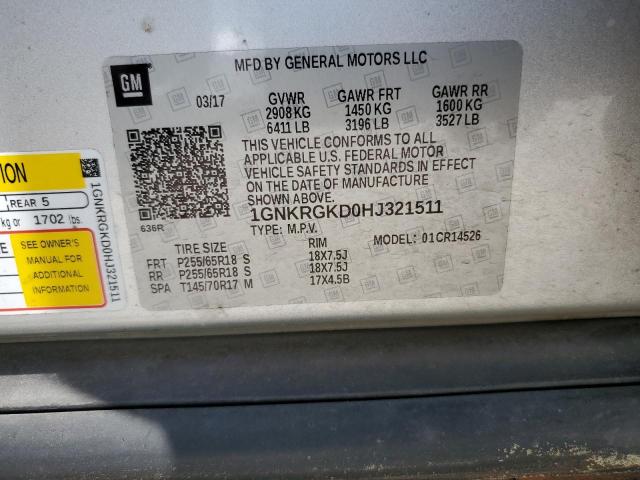 MFD BY GENERAL MOTORS LLC
GM
03/17
GVWR GAWR FRT GAWR RR
2908 KG 1450 KG 1600 KG
6411 LB 3196 LB 3527 LB
THIS VEHICLE CONFORMS TO ALL
APPLICABLE U.S. FEDERAL MOTOR
VEHICLE SAFETY STANDARDS IN EFFECT
ON THE DATE OF MANUFACTURE
SHOWN ABOVE.
1GNKRGKD0HJ321511
TYPE: M.P.V.
636R
MODEL: 01CR14526
TIRE SIZE RIM
FRT P255/65R18 S 18X7.5J
RR P255/65R18 S 18X7.5J
SPA T145/70R17 M 17X4.5B
REAR 5
kg or 1702 lbs.
SEE OWNER'S
MANUAL FOR
ADDITIONAL
INFORMATION
1GNKRGKD0HJ321511